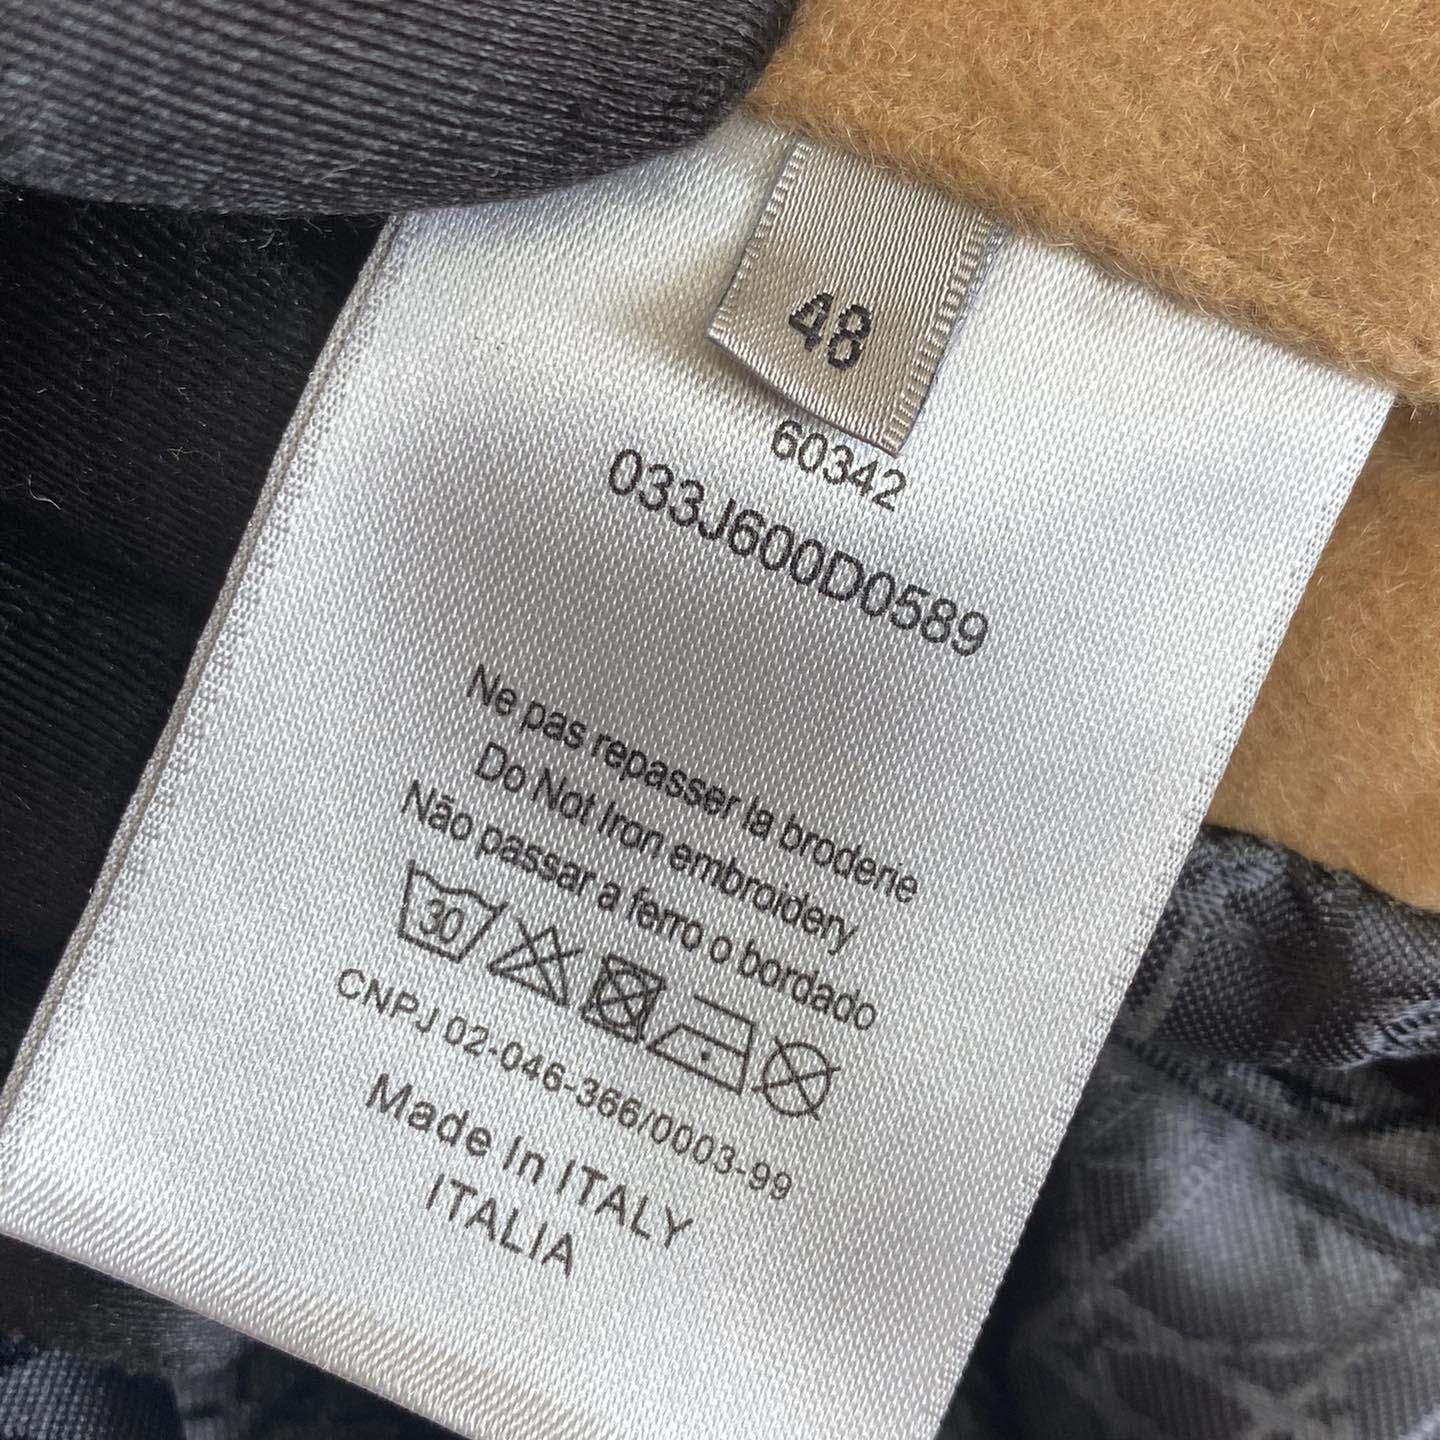 48
60342
033J600D0589
Ne pas repasser la broderie
Do Not Iron embroidery
Não passar a ferro o bordado
30
CNPJ 02-046-366/0003-99
Made In ITALY
ITALIA